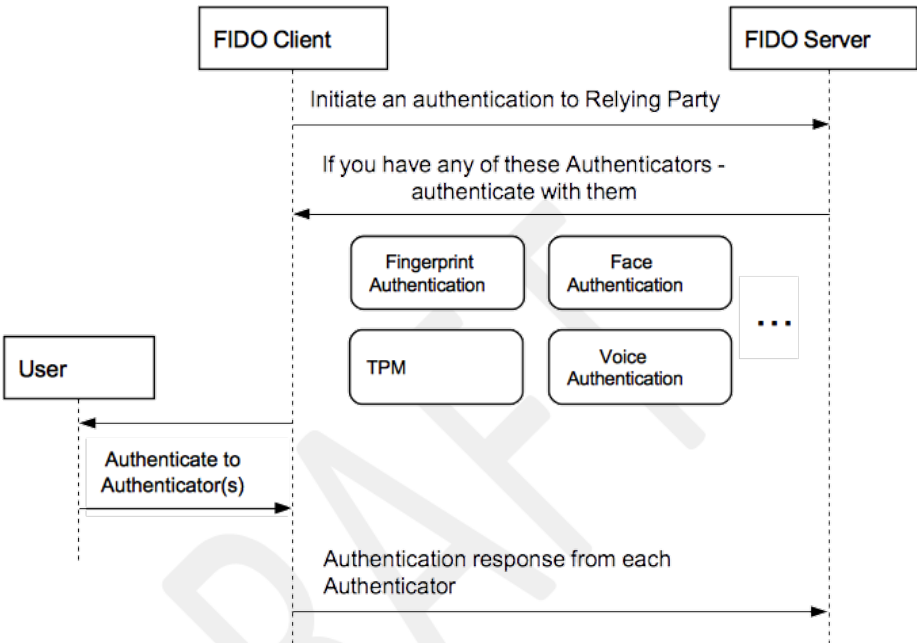 FIDO Client
FIDO Server
Initiate an authentication to Relying Party
If you have any of these Authenticators -
authenticate with them
Fingerprint
Authentication
Face
Authentication
...
TPM
Voice
Authentication
User
Authenticate to
Authenticator(s)
Authentication response from each
Authenticator
DRAFT